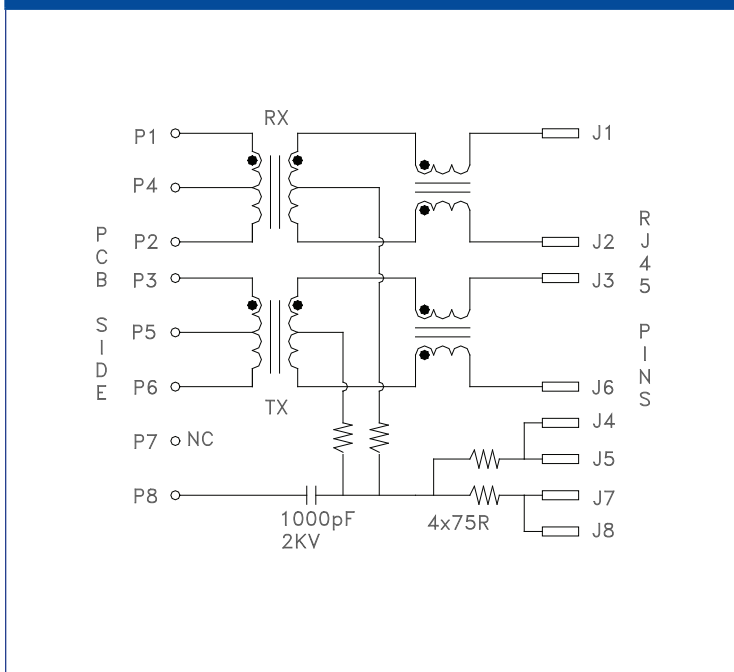 RX
P1
J1
P4
P2
J2
P3
J3
PCB SIDE
RJ45 PINS
P5
P6
J6
TX
J4
P7 NC
J5
P8
J7
1000pF
2KV
4x75R
J8